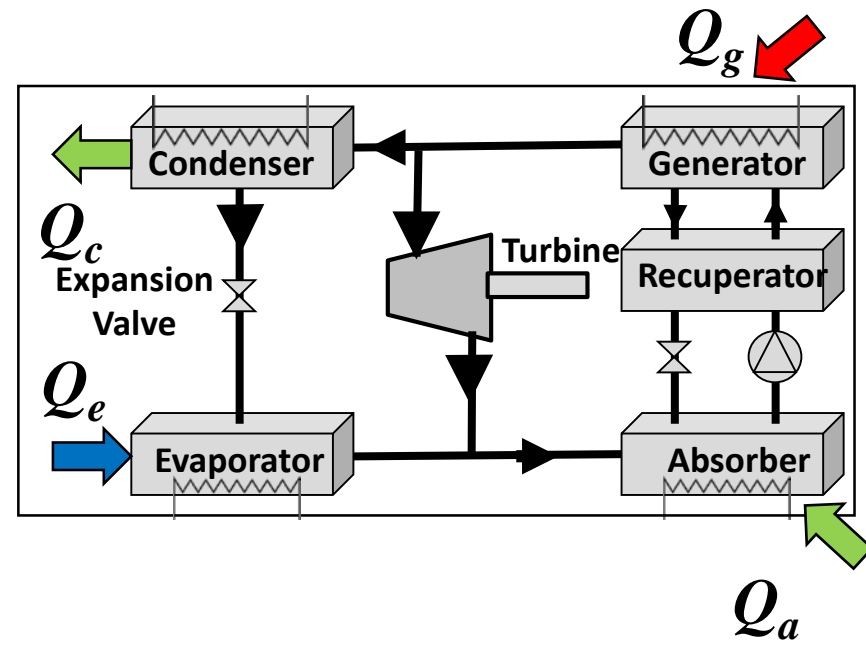 Q_g
Condenser
Generator
Q_c
Turbine
Expansion
Valve
Recuperator
Q_e
Evaporator
Absorber
Q_a